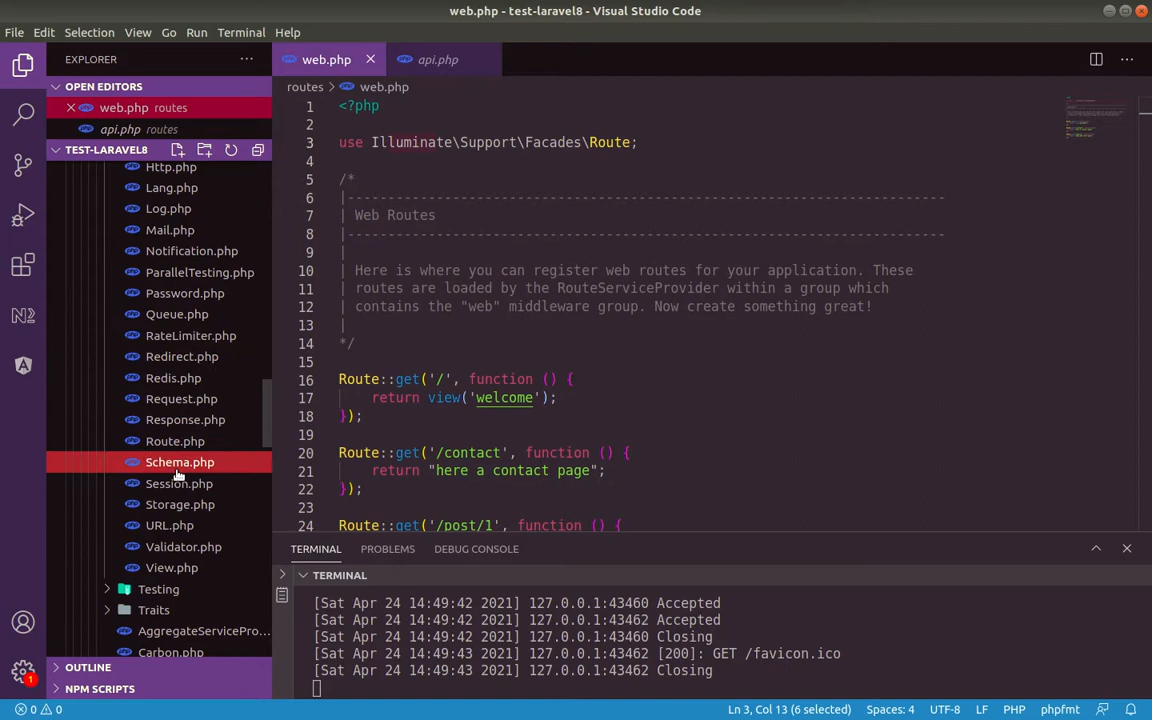 web.php - test-laravel8 - Visual Studio Code
File Edit Selection View Go Run Terminal Help
EXPLORER
OPEN EDITORS
web.php routes
api.php routes
TEST-LARAVEL8
Http.php
Lang.php
Log.php
Mail.php
Notification.php
ParallelTesting.php
Password.php
Queue.php
RateLimiter.php
Redirect.php
Redis.php
Request.php
Response.php
Route.php
Schema.php
Session.php
Storage.php
URL.php
Validator.php
View.php
Testing
Traits
AggregateServicePro...
Carbon.php
OUTLINE
NPM SCRIPTS
web.php
api.php
routes > web.php
1 <?php
2
3 use Illuminate\Support\Facades\Route;
4
5 /*
6 |--------------------------------------------------------------------------
7 | Web Routes
8 |--------------------------------------------------------------------------
9 |
10 | Here is where you can register web routes for your application. These
11 | routes are loaded by the RouteServiceProvider within a group which
12 | contains the "web" middleware group. Now create something great!
13 |
14 */
15
16 Route::get('/', function () {
17 return view('welcome');
18 });
19
20 Route::get('/contact', function () {
21 return "here a contact page";
22 });
23
24 Route::get('/post/1', function () {
TERMINAL PROBLEMS DEBUG CONSOLE
TERMINAL
[Sat Apr 24 14:49:42 2021] 127.0.0.1:43460 Accepted
[Sat Apr 24 14:49:42 2021] 127.0.0.1:43462 Accepted
[Sat Apr 24 14:49:42 2021] 127.0.0.1:43460 Closing
[Sat Apr 24 14:49:43 2021] 127.0.0.1:43462 [200]: GET /favicon.ico
[Sat Apr 24 14:49:43 2021] 127.0.0.1:43462 Closing
1
0 0 Ln 3, Col 13 (6 selected) Spaces: 4 UTF-8 LF PHP phpfmt